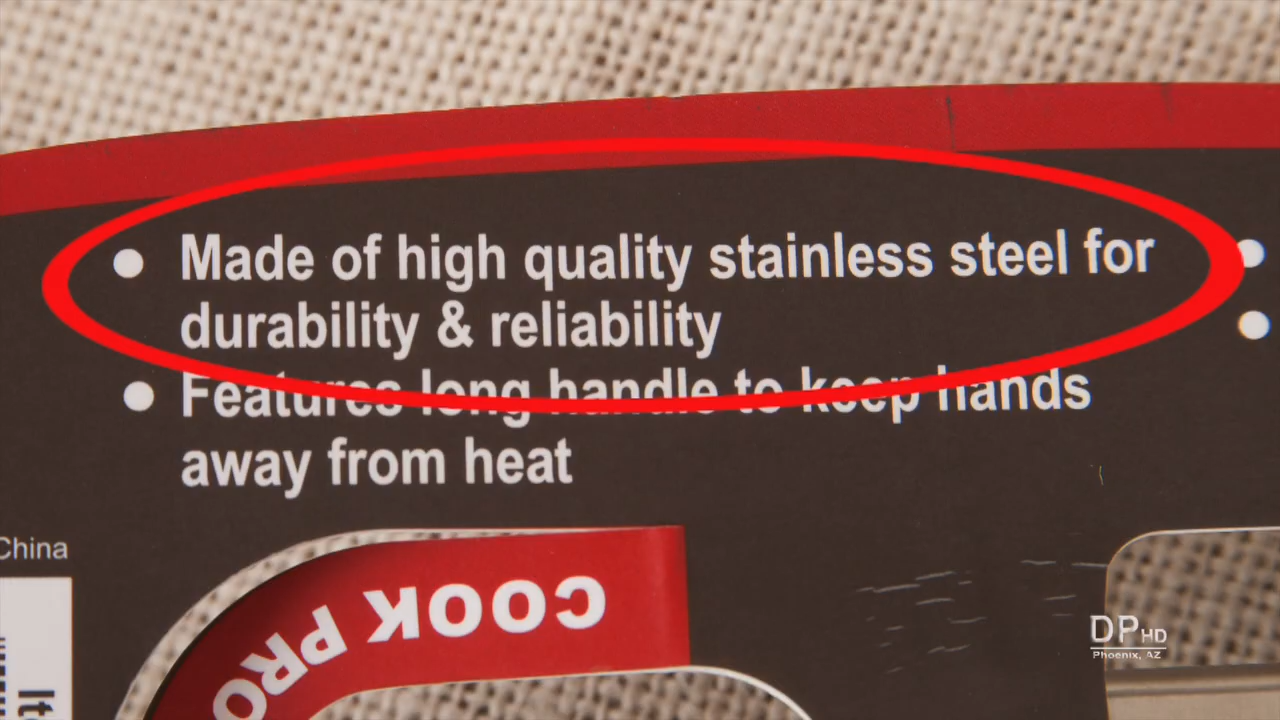 Made of high quality stainless steel for
durability & reliability
Features long handle to keep hands
away from heat
China
COOK PRO
DP HD
Phoenix, AZ